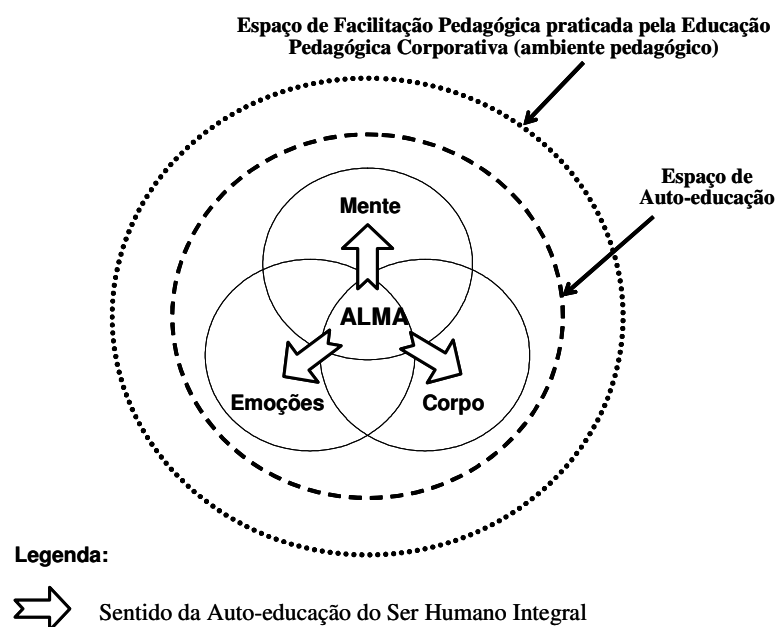 Espaço de Facilitação Pedagógica praticada pela Educação
Pedagógica Corporativa (ambiente pedagógico)
Espaço de
Auto-educação
Mente
ALMA
Emoções
Corpo
Legenda:
Sentido da Auto-educação do Ser Humano Integral